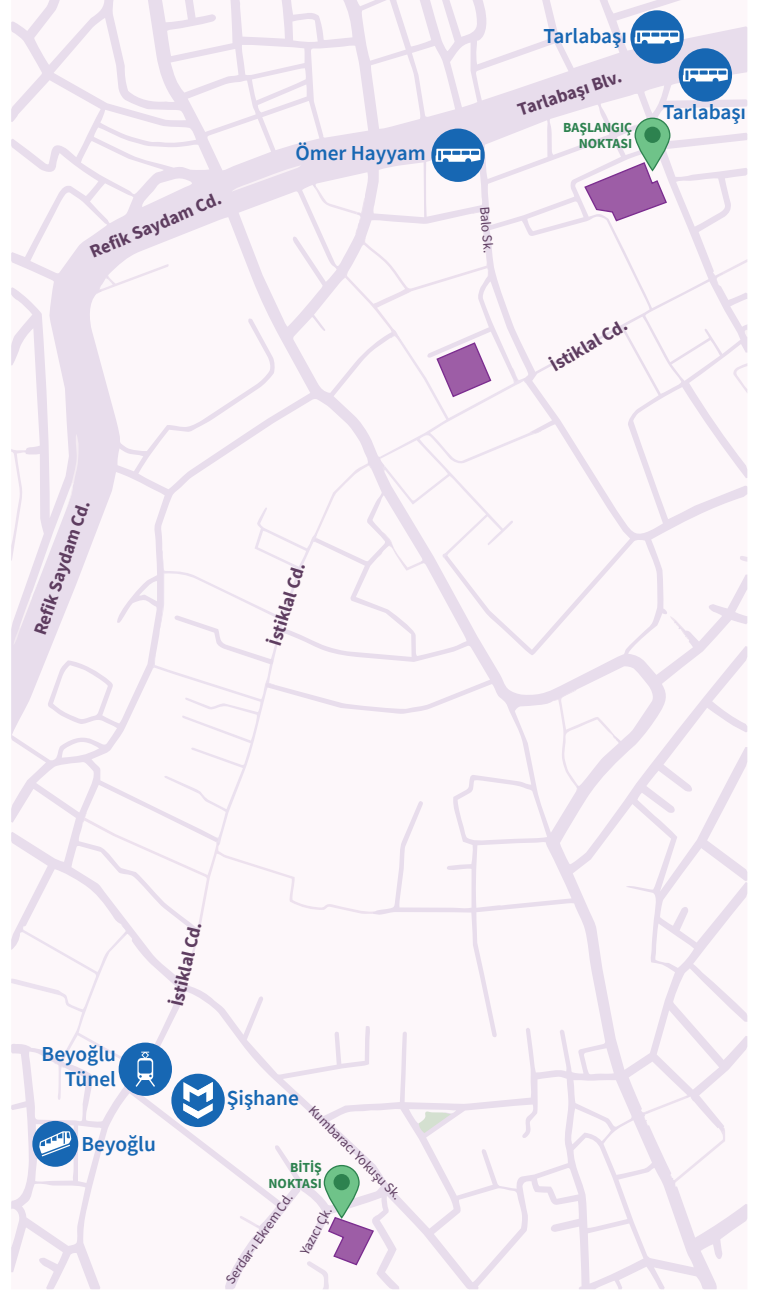 Tarlabaşı
Tarlabaşı Blv.
Tarlabaşı
BAŞLANGIÇ
NOKTASI
Ömer Hayyam
Refik Saydam Cd.
Balo Sk.
İstiklal Cd.
Refik Saydam Cd.
İstiklal Cd.
İstiklal Cd.
Beyoğlu
Tünel
Şişhane
Beyoğlu
Kumbaracı Yokuşu Sk.
BİTİŞ
NOKTASI
Serdar-ı Ekrem Cd.
Yazıcı Çk.